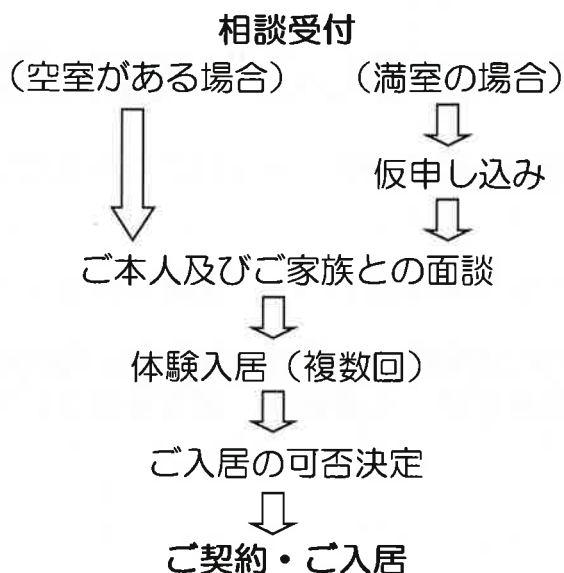 相談受付
（空室がある場合）　（満室の場合）
仮申し込み
ご本人及びご家族との面談
体験入居（複数回）
ご入居の可否決定
ご契約・ご入居